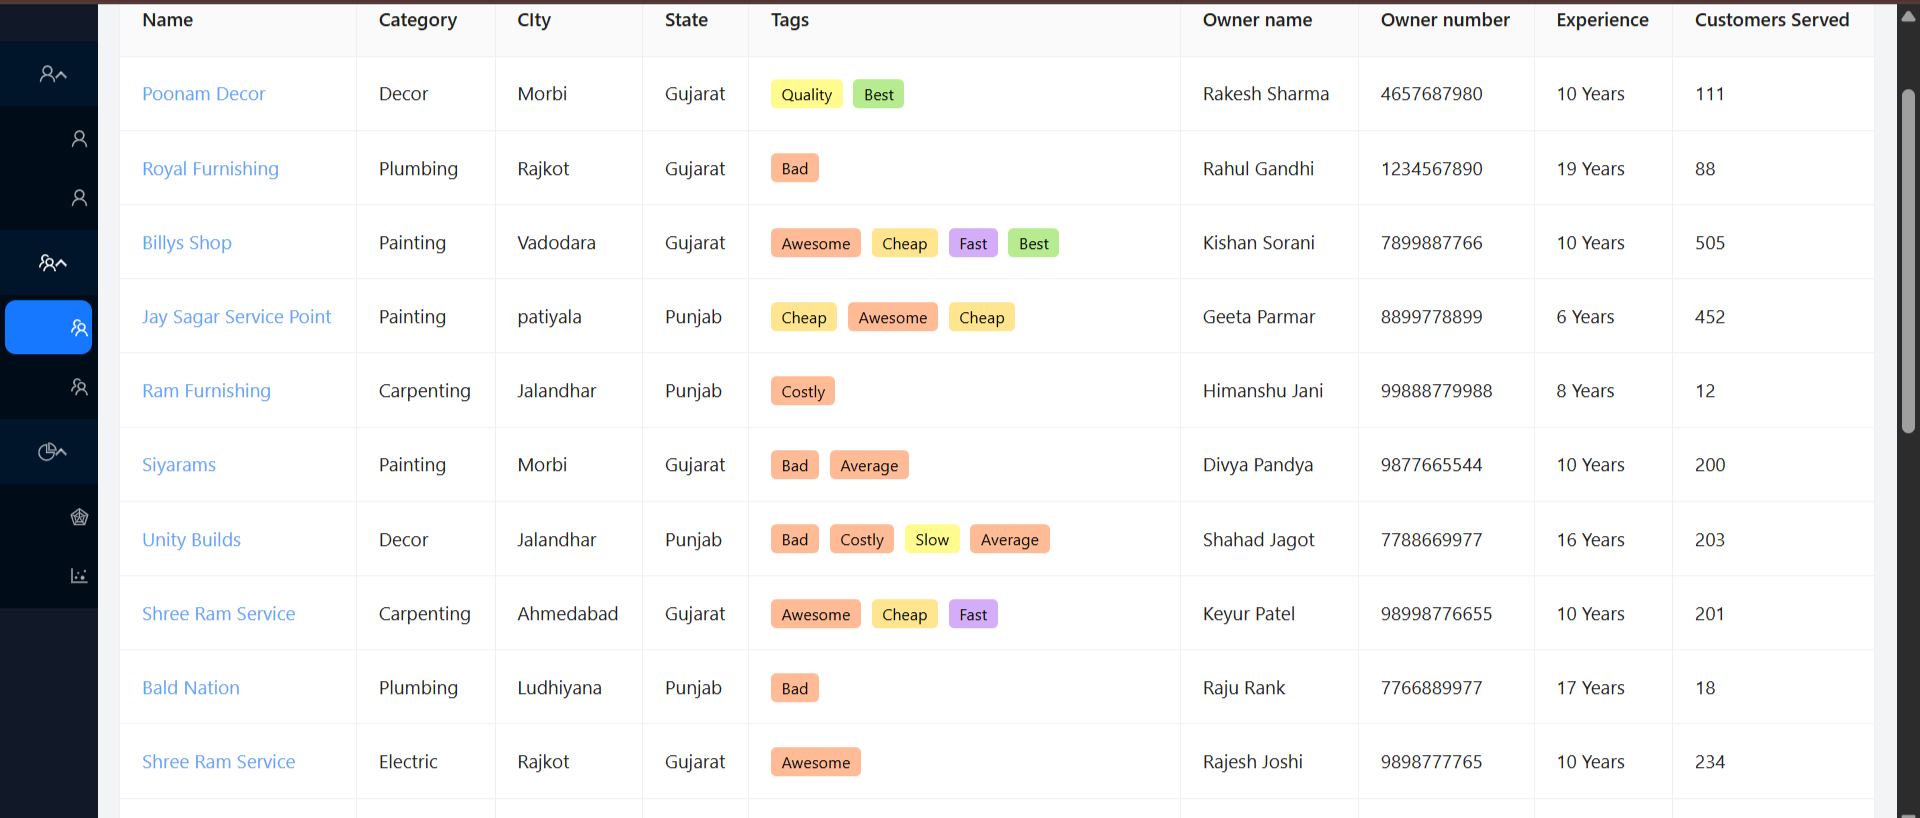 Name Category CIty State Tags Owner name Owner number Experience Customers Served
Poonam Decor Decor Morbi Gujarat Quality Best Rakesh Sharma 4657687980 10 Years 111
Royal Furnishing Plumbing Rajkot Gujarat Bad Rahul Gandhi 1234567890 19 Years 88
Billys Shop Painting Vadodara Gujarat Awesome Cheap Fast Best Kishan Sorani 7899887766 10 Years 505
Jay Sagar Service Point Painting patiyala Punjab Cheap Awesome Cheap Geeta Parmar 8899778899 6 Years 452
Ram Furnishing Carpenting Jalandhar Punjab Costly Himanshu Jani 99888779988 8 Years 12
Siyarams Painting Morbi Gujarat Bad Average Divya Pandya 9877665544 10 Years 200
Unity Builds Decor Jalandhar Punjab Bad Costly Slow Average Shahad Jagot 7788669977 16 Years 203
Shree Ram Service Carpenting Ahmedabad Gujarat Awesome Cheap Fast Keyur Patel 98998776655 10 Years 201
Bald Nation Plumbing Ludhiyana Punjab Bad Raju Rank 7766889977 17 Years 18
Shree Ram Service Electric Rajkot Gujarat Awesome Rajesh Joshi 9898777765 10 Years 234